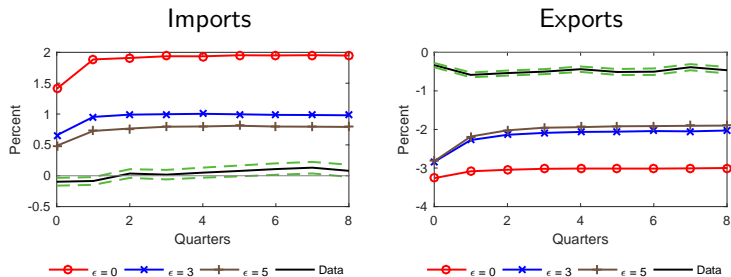 Imports
Percent
2
1.5
1
0.5
0
-0.5
0 2 4 6 8
Quarters
ϵ = 0 ϵ = 3 ϵ = 5 Data
Exports
Percent
0
-1
-2
-3
-4
0 2 4 6 8
Quarters
ϵ = 0 ϵ = 3 ϵ = 5 Data